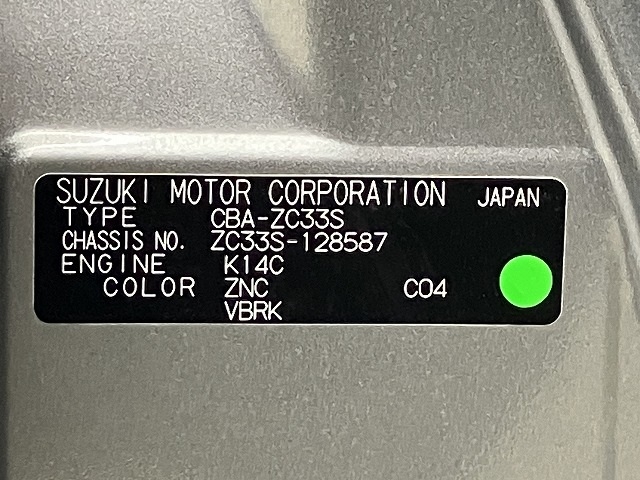 SUZUKI MOTOR CORPORATION JAPAN
TYPE CBA-ZC33S
CHASSIS NO. ZC33S-128587
ENGINE K14C
COLOR ZNC C04
VBRK